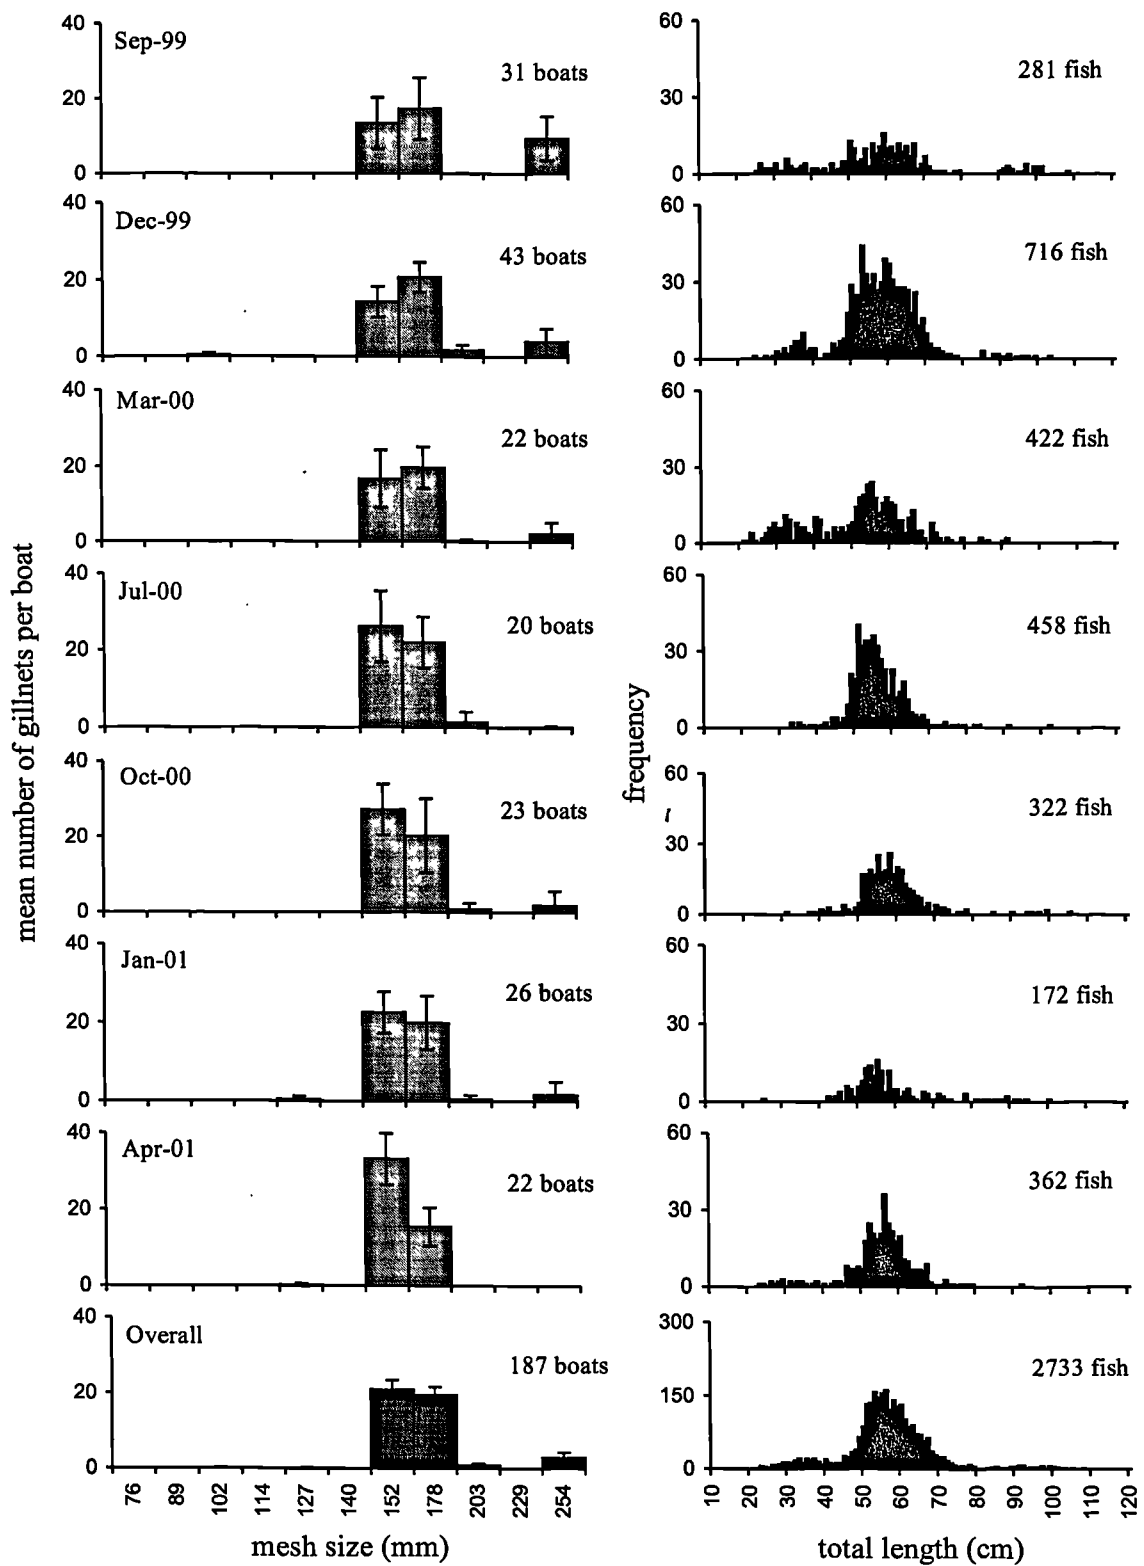 40
20
0
Sep-99
31 boats
60
30
0
281 fish
40
20
0
Dec-99
43 boats
60
30
0
716 fish
40
20
0
Mar-00
22 boats
60
30
0
422 fish
40
20
0
Jul-00
20 boats
60
30
0
458 fish
40
20
0
Oct-00
23 boats
60
30
0
322 fish
40
20
0
Jan-01
26 boats
60
30
0
172 fish
40
20
0
Apr-01
22 boats
60
30
0
362 fish
40
20
0
Overall
187 boats
300
150
0
2733 fish
mean number of gillnets per boat
frequency
76 89 102 114 127 140 152 178 203 229 254
mesh size (mm)
10 20 30 40 50 60 70 80 90 100 110 120
total length (cm)